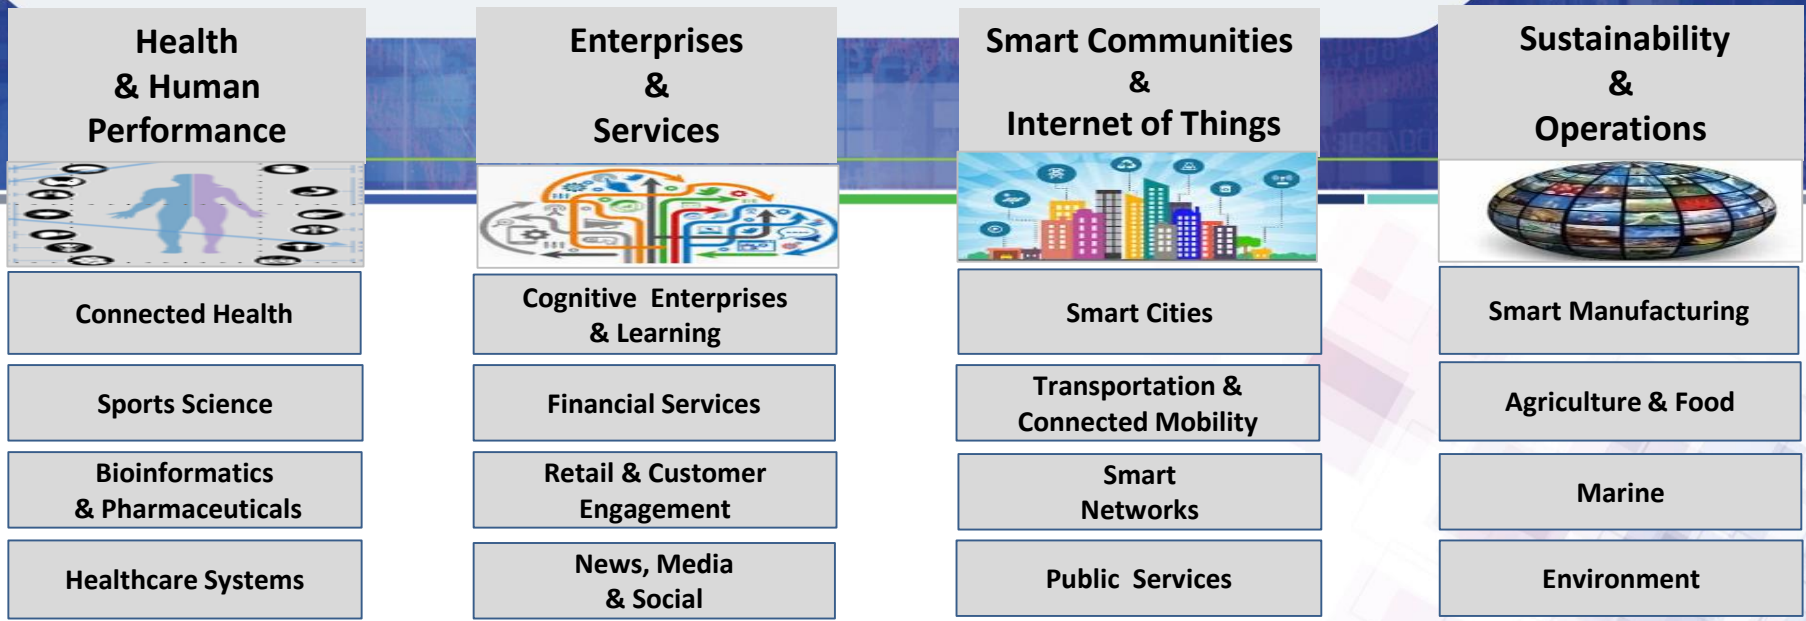 Health
& Human
Performance
Connected Health
Sports Science
Bioinformatics
& Pharmaceuticals
Healthcare Systems
Enterprises
&
Services
Cognitive Enterprises
& Learning
Financial Services
Retail & Customer
Engagement
News, Media
& Social
Smart Communities
&
Internet of Things
Smart Cities
Transportation &
Connected Mobility
Smart
Networks
Public Services
Sustainability
&
Operations
Smart Manufacturing
Agriculture & Food
Marine
Environment